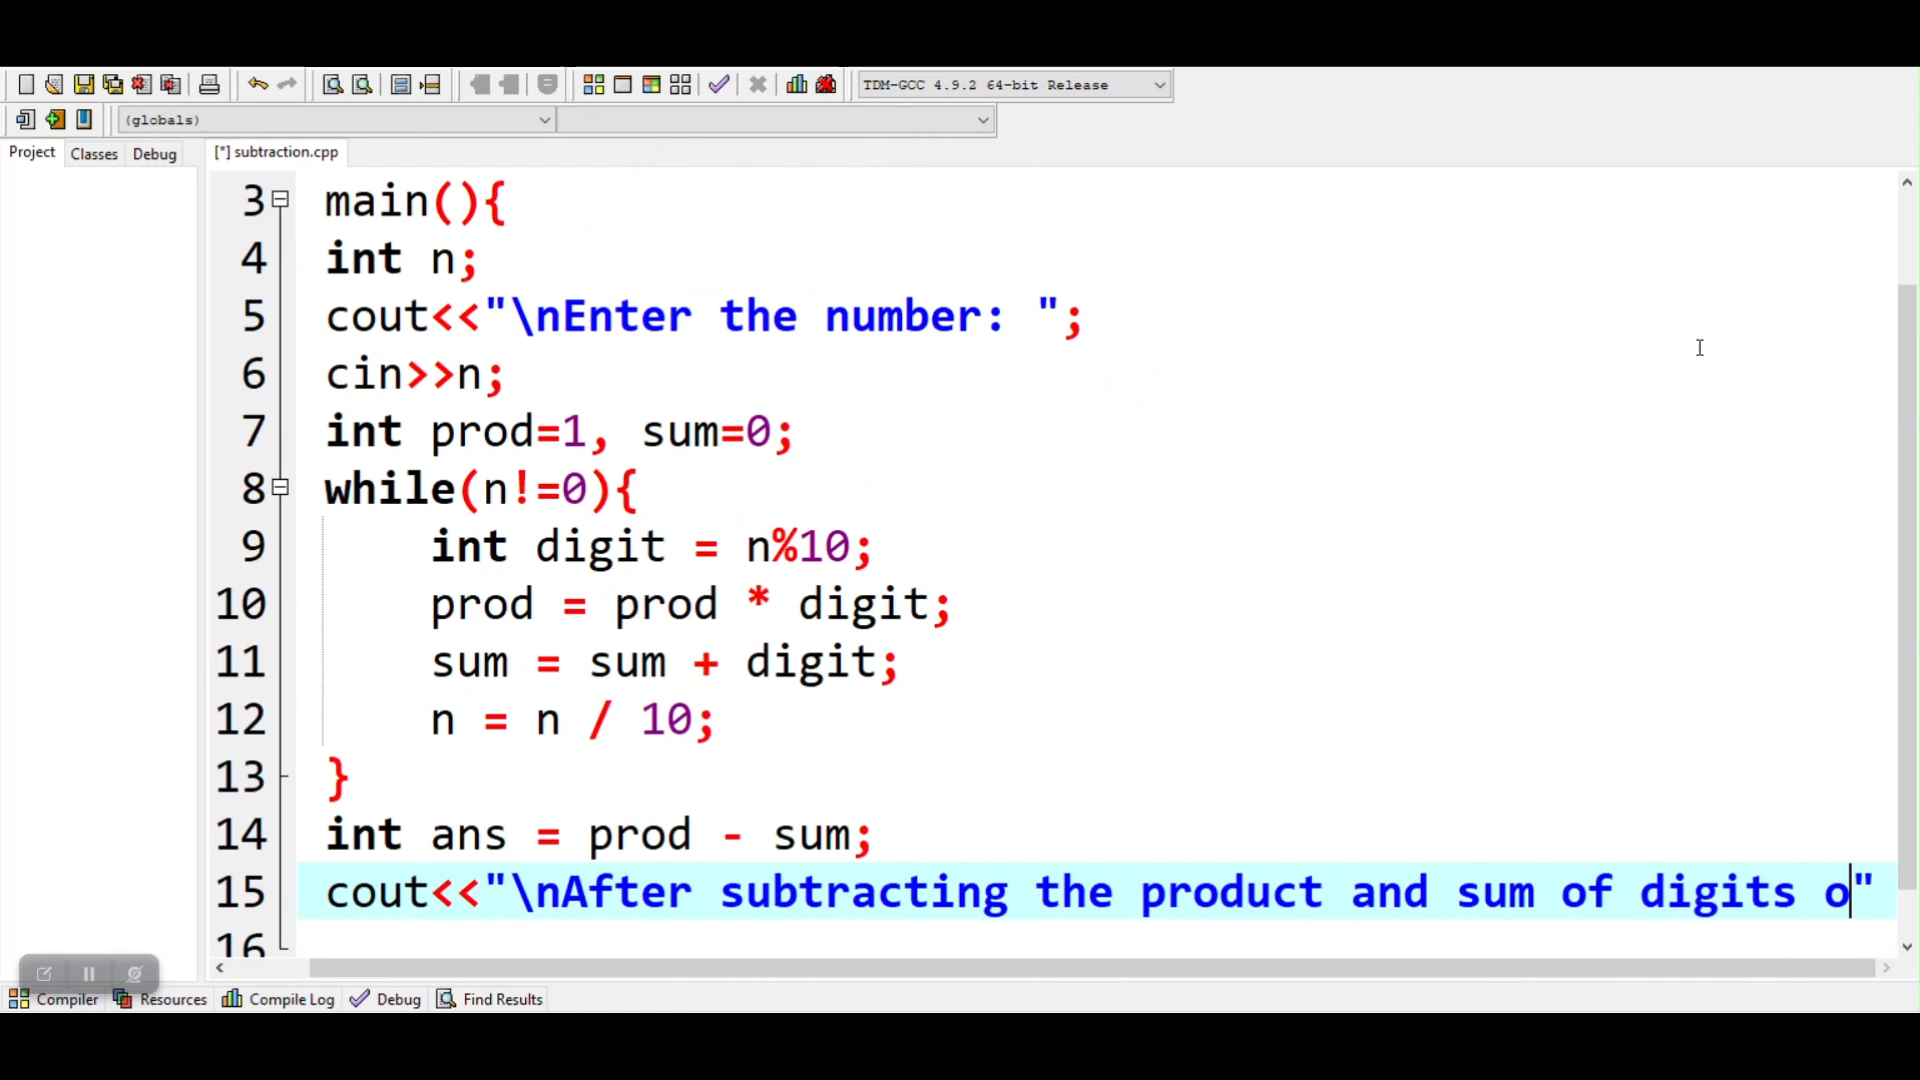 TDM-GCC 4.9.2 64-bit Release
(globals)
Project Classes Debug
[*] subtraction.cpp
3 main(){
4 int n;
5 cout<<"\nEnter the number: ";
6 cin>>n;
7 int prod=1, sum=0;
8 while(n!=0){
9 int digit = n%10;
10 prod = prod * digit;
11 sum = sum + digit;
12 n = n / 10;
13 }
14 int ans = prod - sum;
15 cout<<"\nAfter subtracting the product and sum of digits o"
16
Compiler Resources Compile Log Debug Find Results